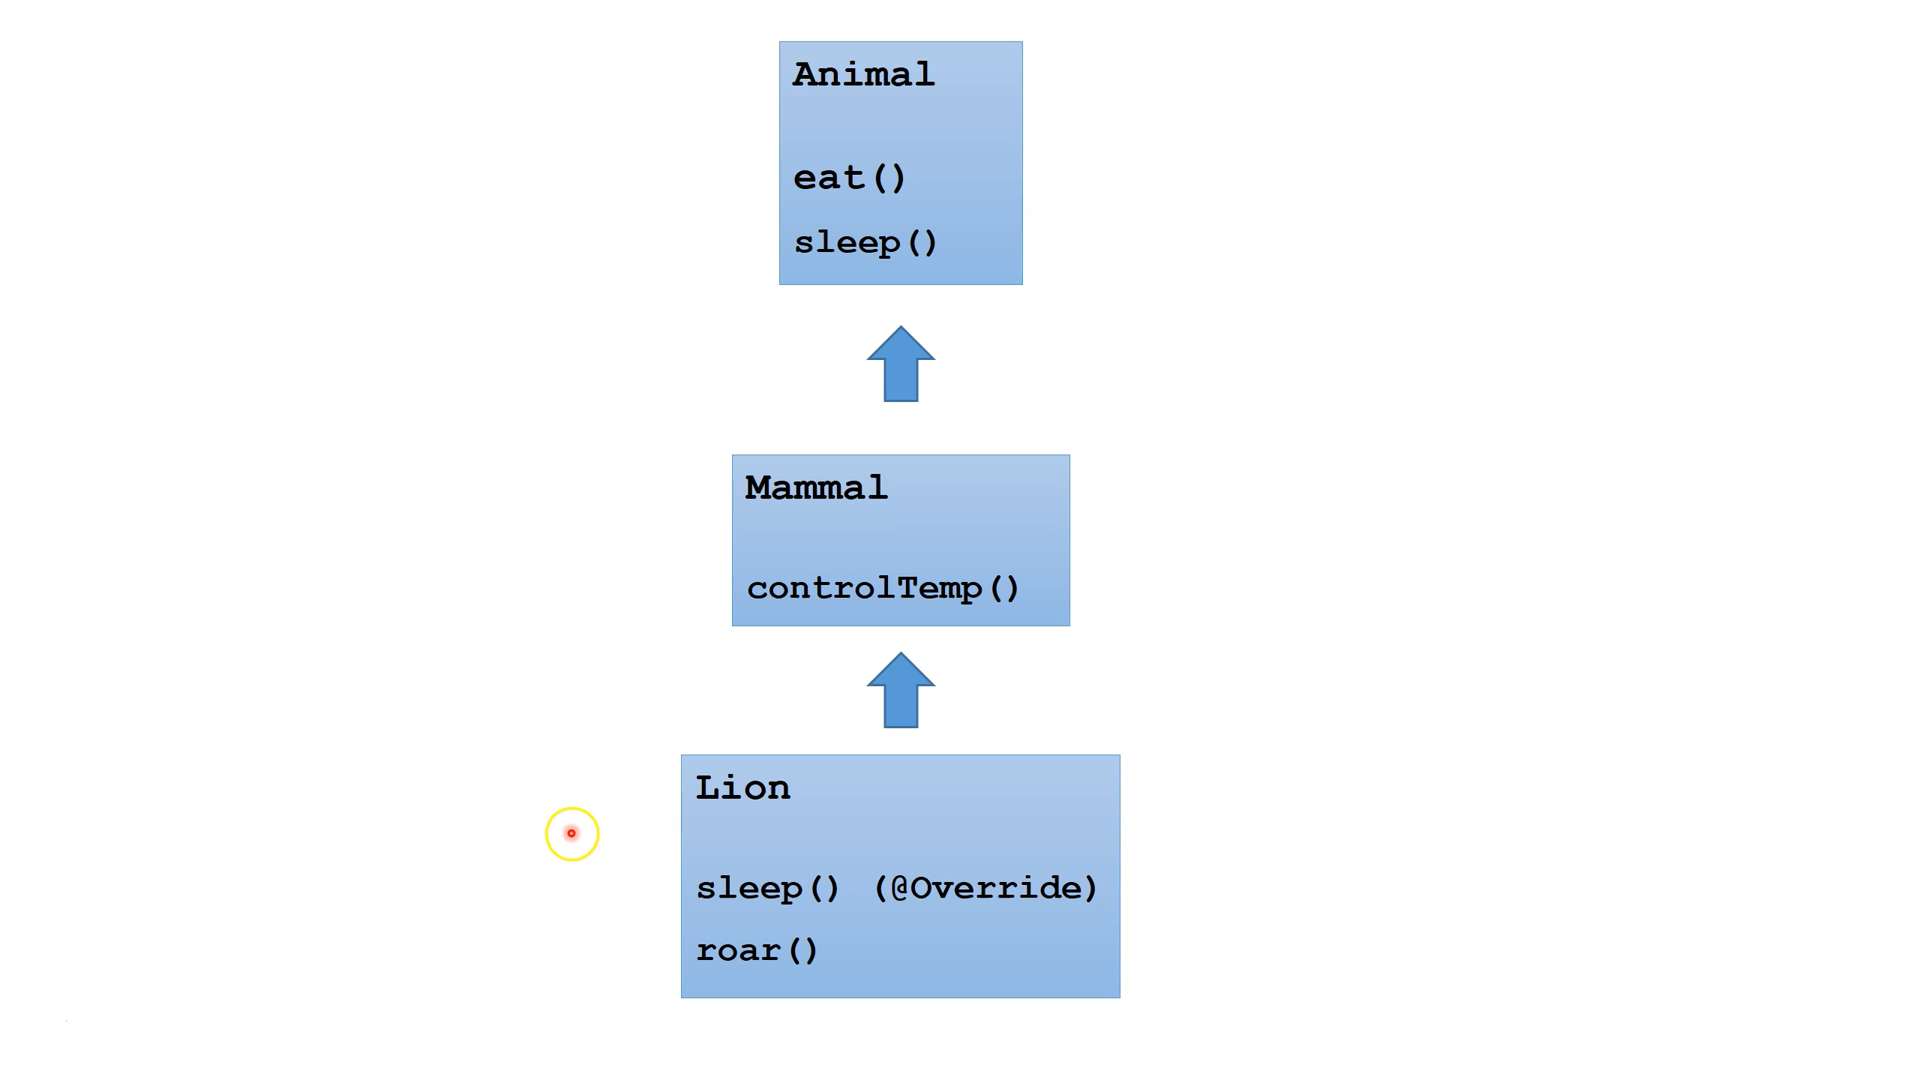 Animal
eat()
sleep()
Mammal
controlTemp()
Lion
sleep() (@Override)
roar()